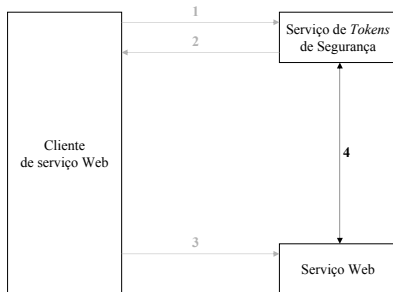 1
Serviço de Tokens
de Segurança
2
Cliente
de serviço Web
4
3
Serviço Web